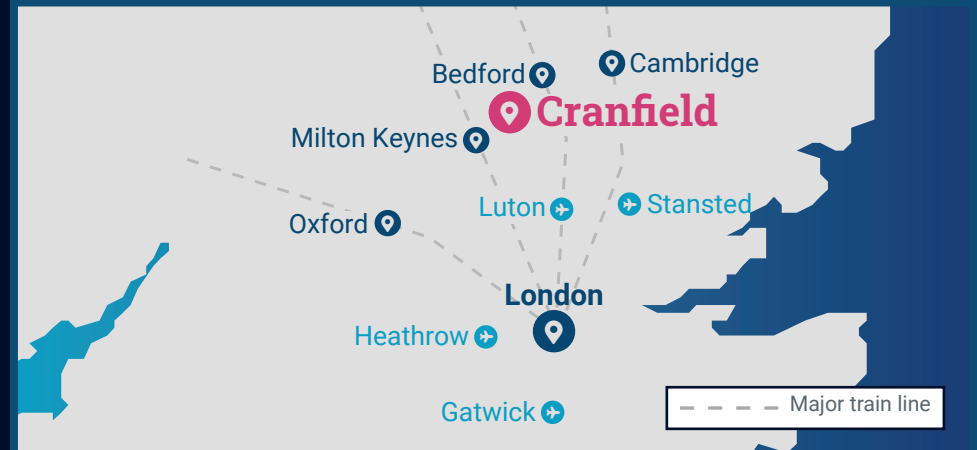 Cambridge
Bedford
Cranfield
Milton Keynes
Luton
Stansted
Oxford
London
Heathrow
Major train line
Gatwick